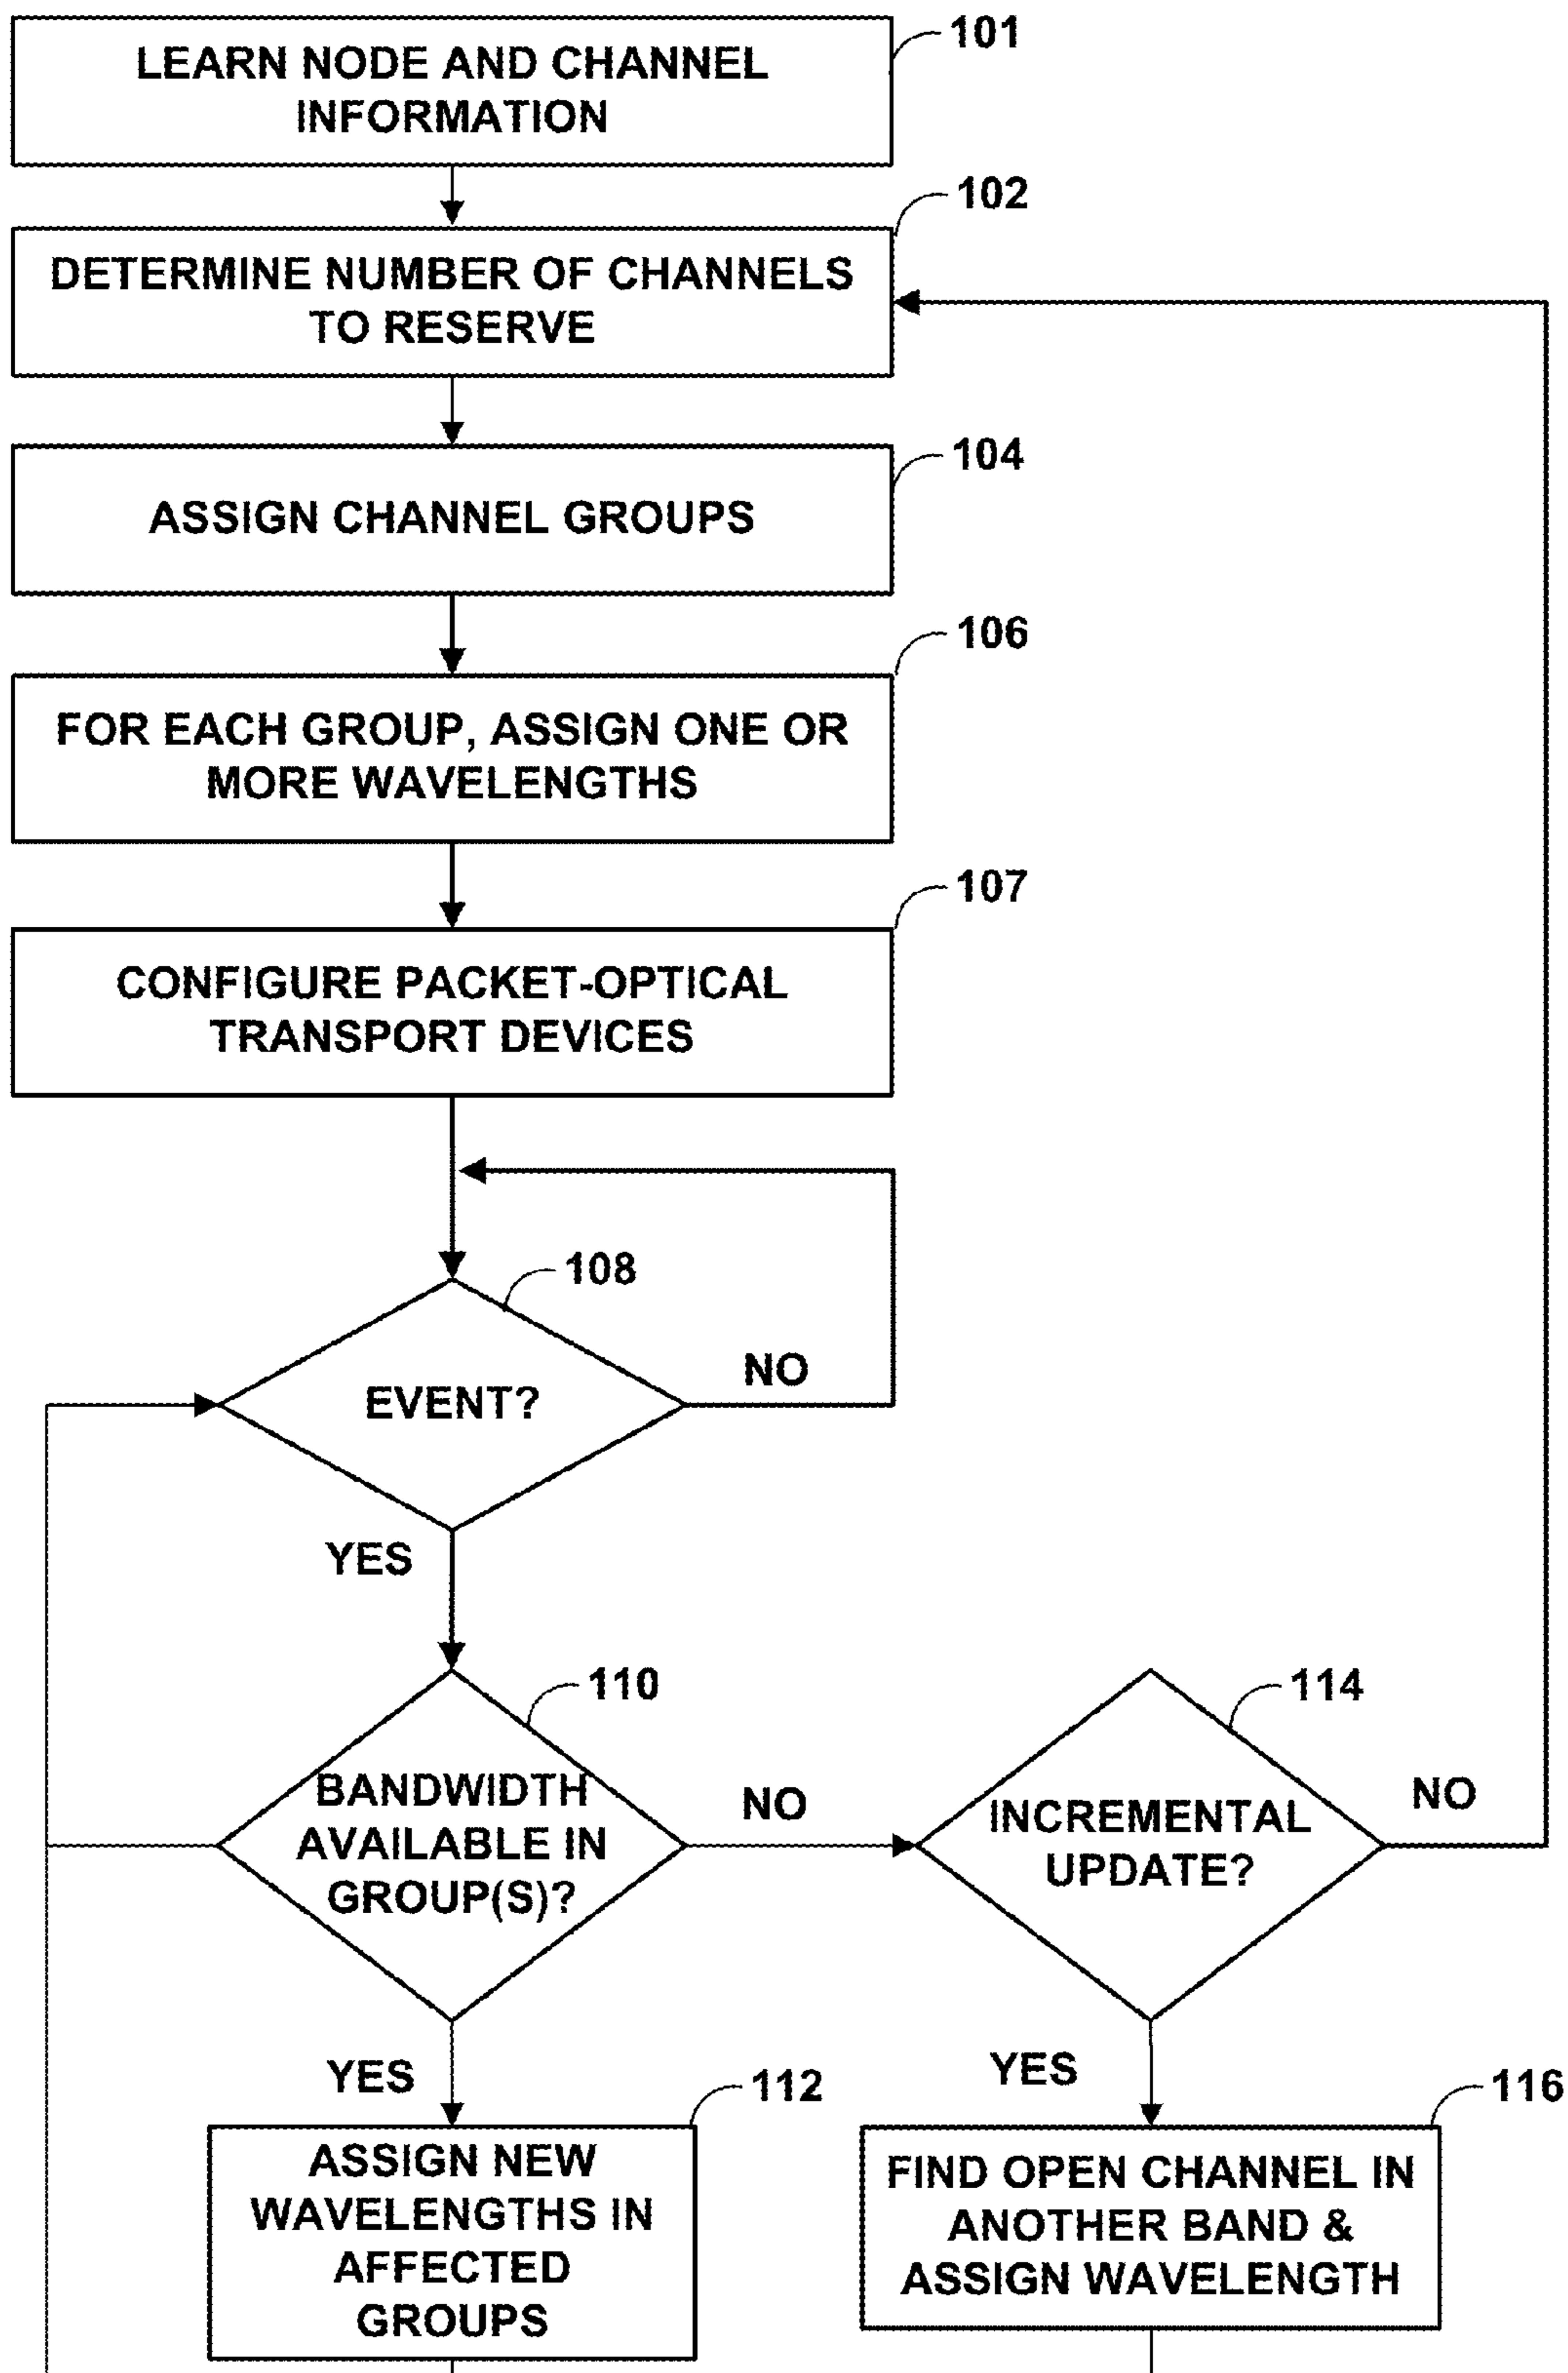 101
LEARN NODE AND CHANNEL
INFORMATION
102
DETERMINE NUMBER OF CHANNELS
TO RESERVE
104
ASSIGN CHANNEL GROUPS
106
FOR EACH GROUP, ASSIGN ONE OR
MORE WAVELENGTHS
107
CONFIGURE PACKET-OPTICAL
TRANSPORT DEVICES
108
EVENT?
NO
YES
110
BANDWIDTH
AVAILABLE IN
GROUP(S)?
NO
114
INCREMENTAL
UPDATE?
NO
YES
112
ASSIGN NEW
WAVELENGTHS IN
AFFECTED
GROUPS
YES
116
FIND OPEN CHANNEL IN
ANOTHER BAND &
ASSIGN WAVELENGTH